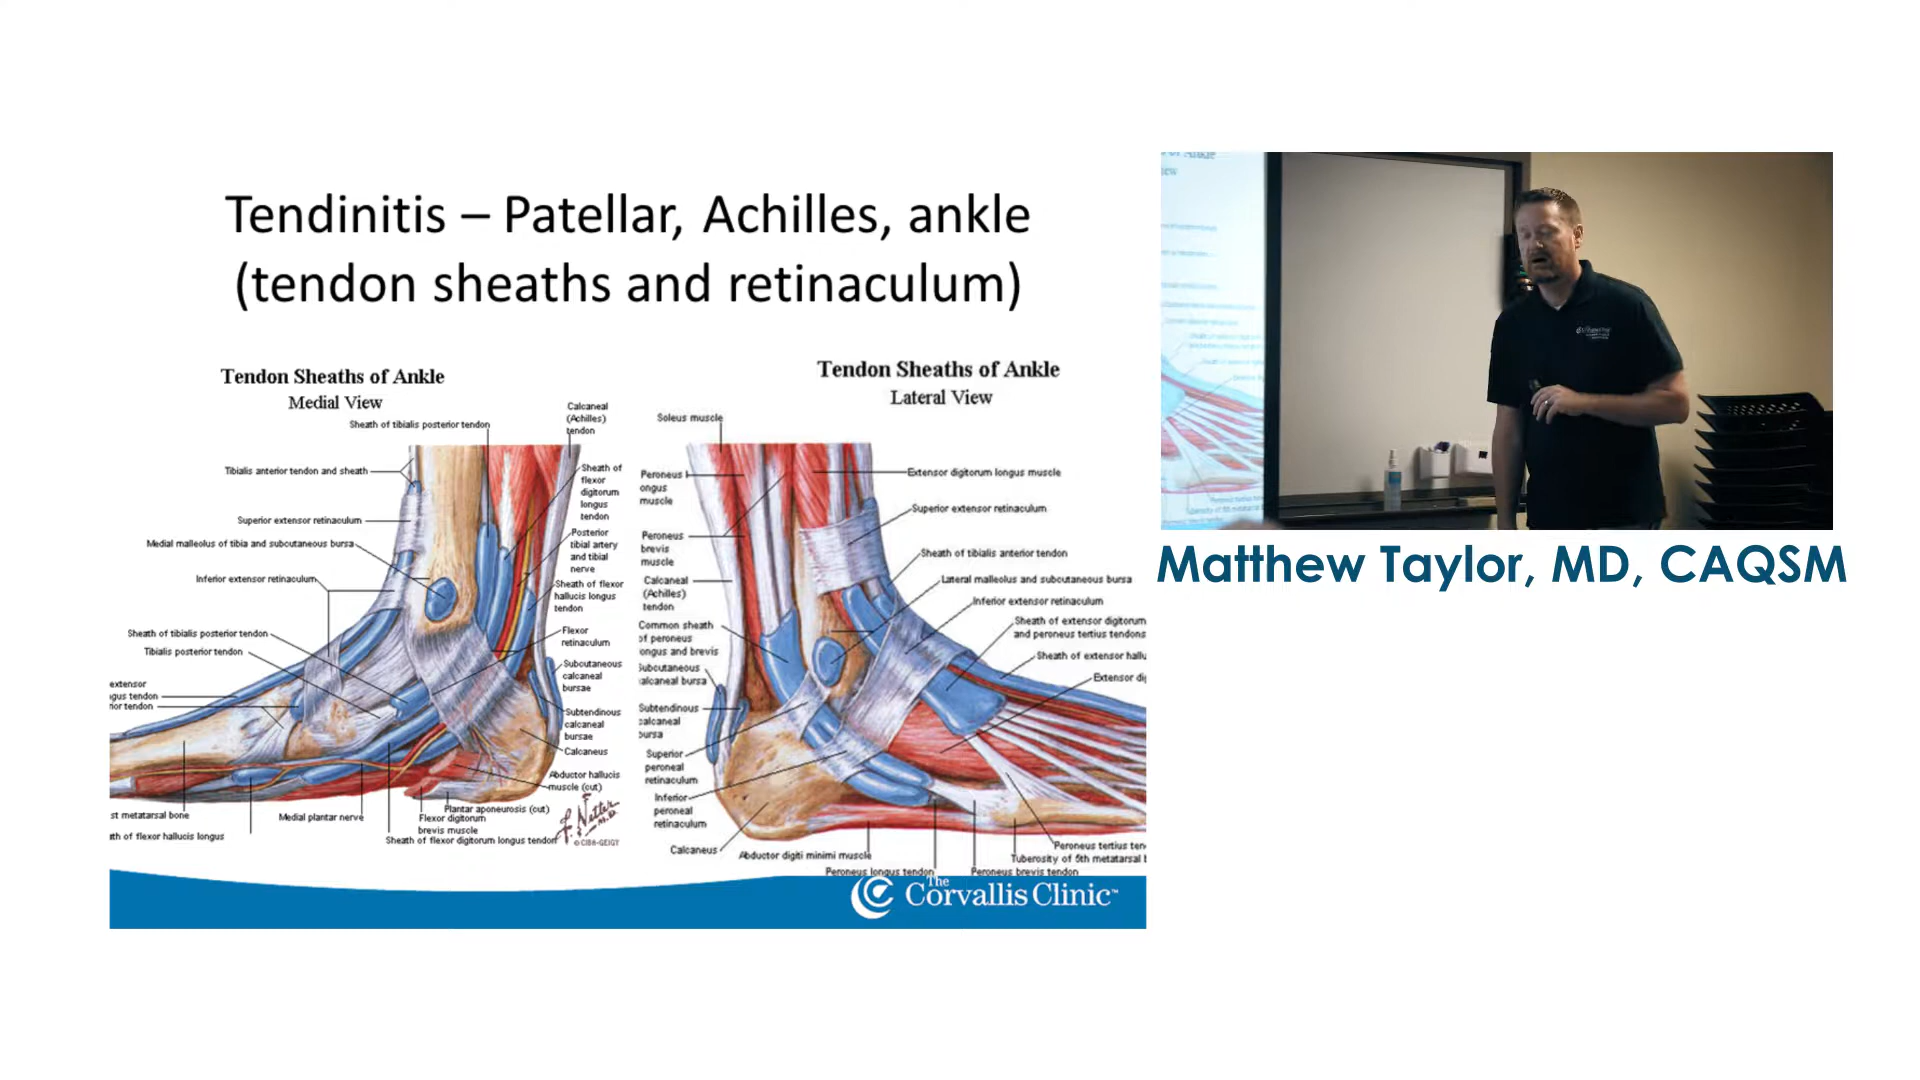 Tendinitis – Patellar, Achilles, ankle
(tendon sheaths and retinaculum)
Tendon Sheaths of Ankle
Medial View
Sheath of tibialis posterior tendon
Calcaneal
(Achilles)
tendon
Tibialis anterior tendon and sheath
Superior extensor retinaculum
Medial malleolus of tibia and subcutaneous bursa
Inferior extensor retinaculum
Sheath of tibialis posterior tendon
Tibialis posterior tendon
extensor
gus tendon
ior tendon
st metatarsal bone
th of flexor hallucis longus
Medial plantar nerve
Sheath of
flexor
digitorum
longus
tendon
Posterior
tibial artery
and tibial
nerve
Sheath of flexor
hallucis longus
tendon
Flexor
retinaculum
Subcutaneous
calcaneal
bursae
Subtendinous
calcaneal
bursae
Calcaneus
Abductor hallucis
muscle (cut)
Plantar aponeurosis (cut)
Flexor digitorum
brevis muscle
Sheath of flexor digitorum longus tendon
F. Netter
M.D.
© CIBA-GEIGY
Tendon Sheaths of Ankle
Lateral View
Soleus muscle
Peroneus
ongus
muscle
Peroneus
brevis
muscle
Calcaneal
(Achilles)
tendon
Common sheath
of peroneus
ongus and brevis
Subcutaneous
calcaneal bursa
Subtendinous
calcaneal
bursa
Superior
peroneal
retinaculum
Inferior
peroneal
retinaculum
Calcaneus
Extensor digitorum longus muscle
Superior extensor retinaculum
Sheath of tibialis anterior tendon
Lateral malleolus and subcutaneous bursa
Inferior extensor retinaculum
Sheath of extensor digitorum
and peroneus tertius tendons
Sheath of extensor hallu
Extensor di
Peroneus tertius ten
Tuberosity of 5th metatarsal b
Abductor digiti minimi muscle
Peroneus longus tendon
Peroneus brevis tendon
The
Corvallis Clinic™
Matthew Taylor, MD, CAQSM